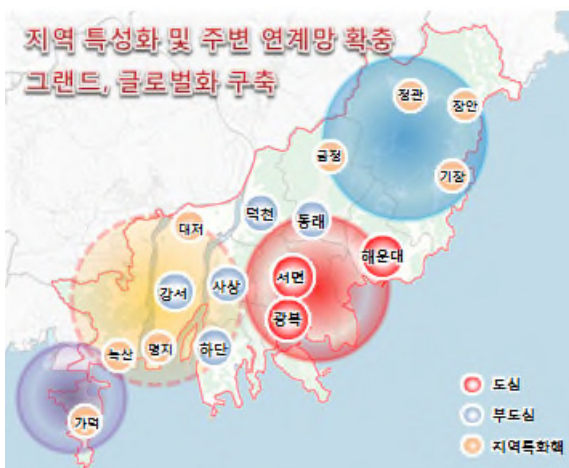 지역 특성화 및 주변 연계망 확충
그랜드, 글로벌화 구축
정관
장안
금정
기장
덕천
동래
대저
해운대
서면
강서
사상
광복
녹산
명지
하단
가덕
도심
부도심
지역특화핵